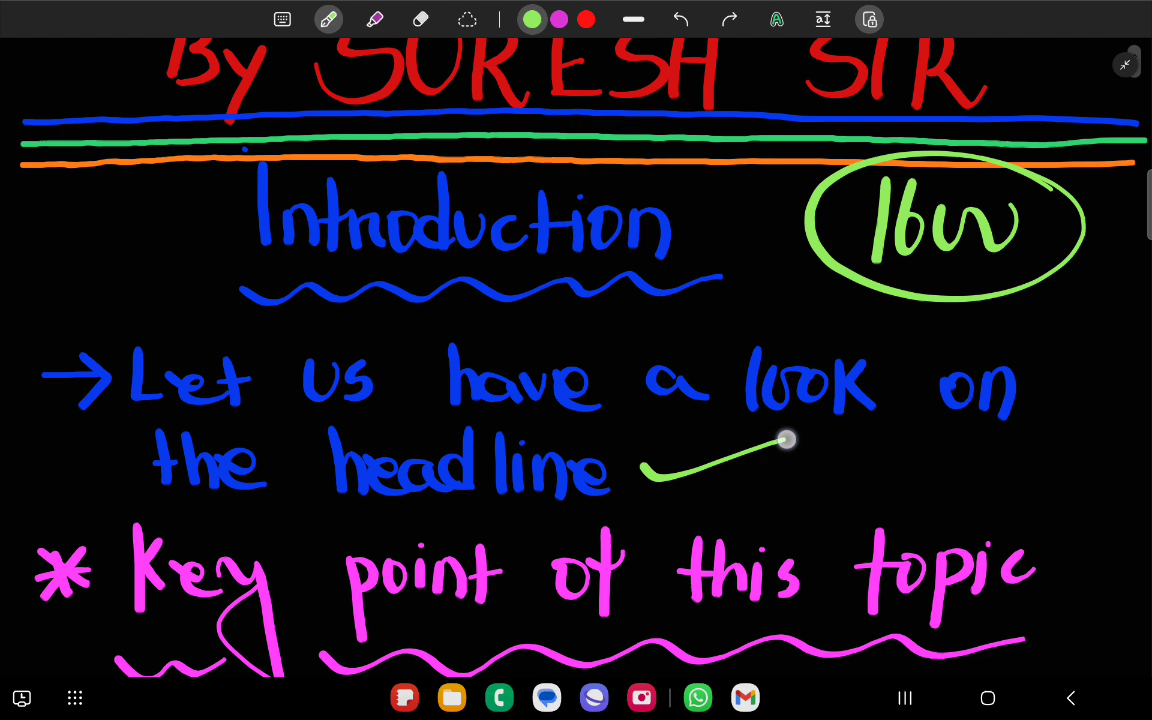 By SURESH SIR
Introduction
16w
→ Let us have a look on
the headline
* Key point of this topic